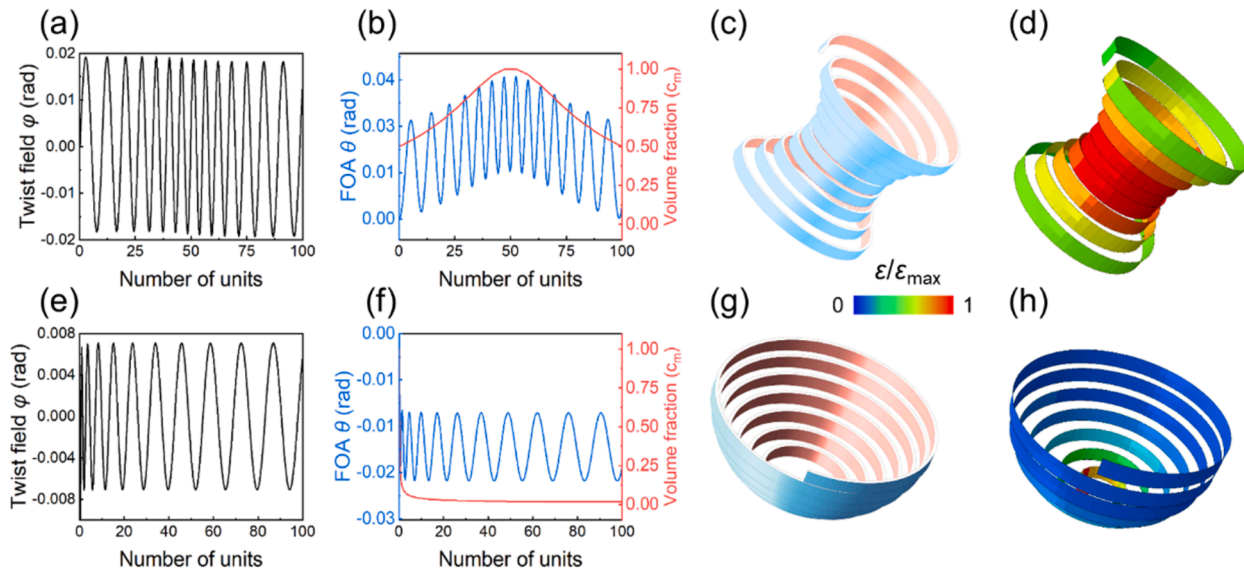 (a)
Twist field φ (rad)
0.02
0.01
0.00
-0.01
-0.02
0 25 50 75 100
Number of units
(b)
FOA θ (rad)
0.04
0.03
0.01
0.00
0 25 50 75 100
Number of units
1.00
0.75
0.50
0.25
0.00
Volume fraction (cm)
(c)
(d)
(e)
Twist field φ (rad)
0.008
0.004
0.000
-0.004
-0.008
0 20 40 60 80 100
Number of units
(f)
FOA θ (rad)
0.00
-0.01
-0.01
-0.02
-0.03
0 20 40 60 80 100
Number of units
1.00
0.75
0.50
0.25
0.00
Volume fraction (cm)
(g)
ε/εmax
0 1
(h)